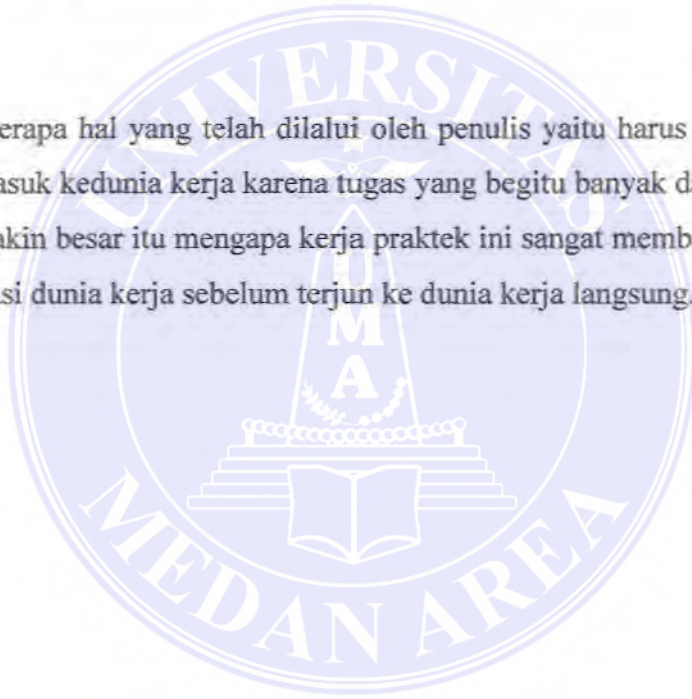 UNIVERSITAS
erapa hal yang telah dilalui oleh penulis yaitu harus
asuk kedunia kerja karena tugas yang begitu banyak da
akin besar itu mengapa kerja praktek ini sangat memb
si dunia kerja sebelum terjun ke dunia kerja langsung.
U
M
A
MEDAN AREA